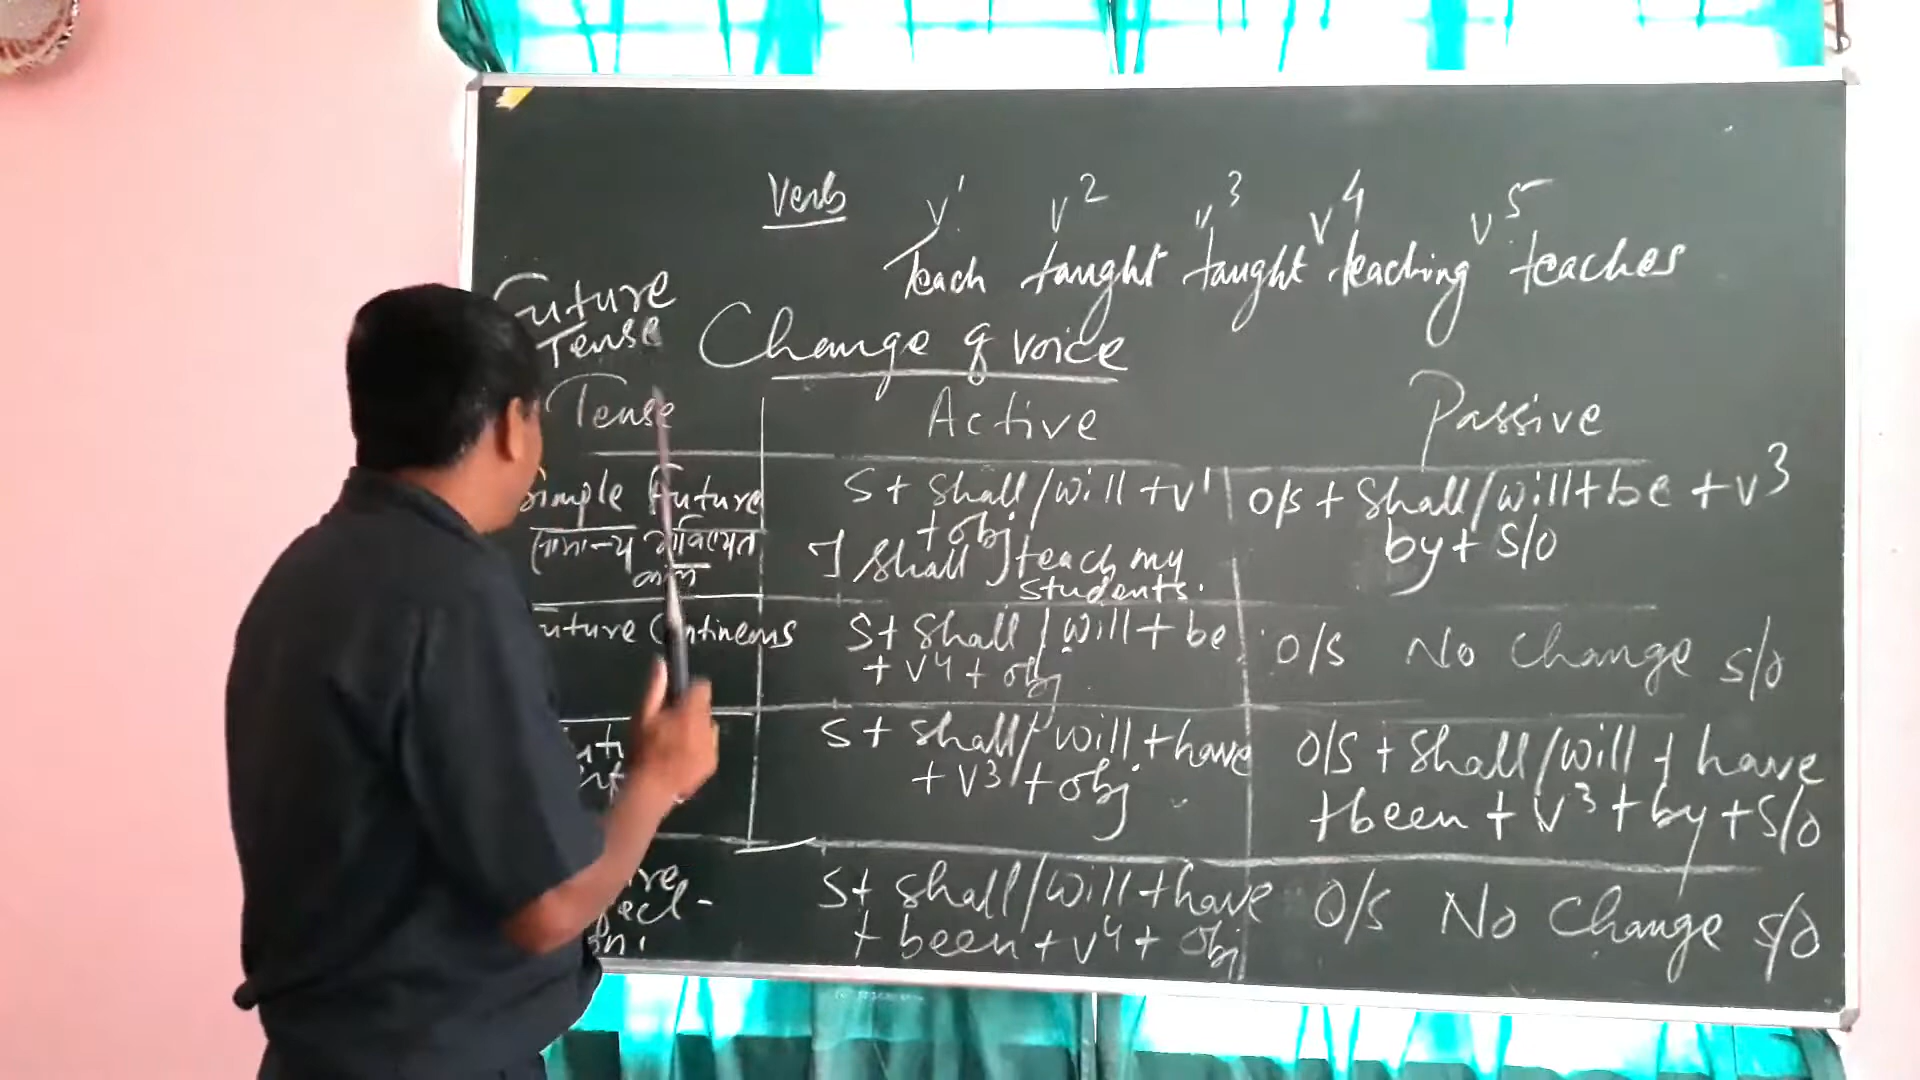 Verb V1 V2 V3 V4 V5
Teach taught taught teaching teaches
Future
Tense
Change of voice
Tense Active Passive
Simple Future
S + Shall/will + V1
+ obj
I shall teach my
students.
O/S + Shall/will + be + V3
by + S/O
Future Contineous
S + Shall/will + be
+ V4 + obj
O/S No Change S/O
S + shall/will + have
+ V3 + obj
O/S + Shall/will + have
+ been + V3 + by + S/O
S + shall/will + have
+ been + V4 + Obj
O/S No Change S/O